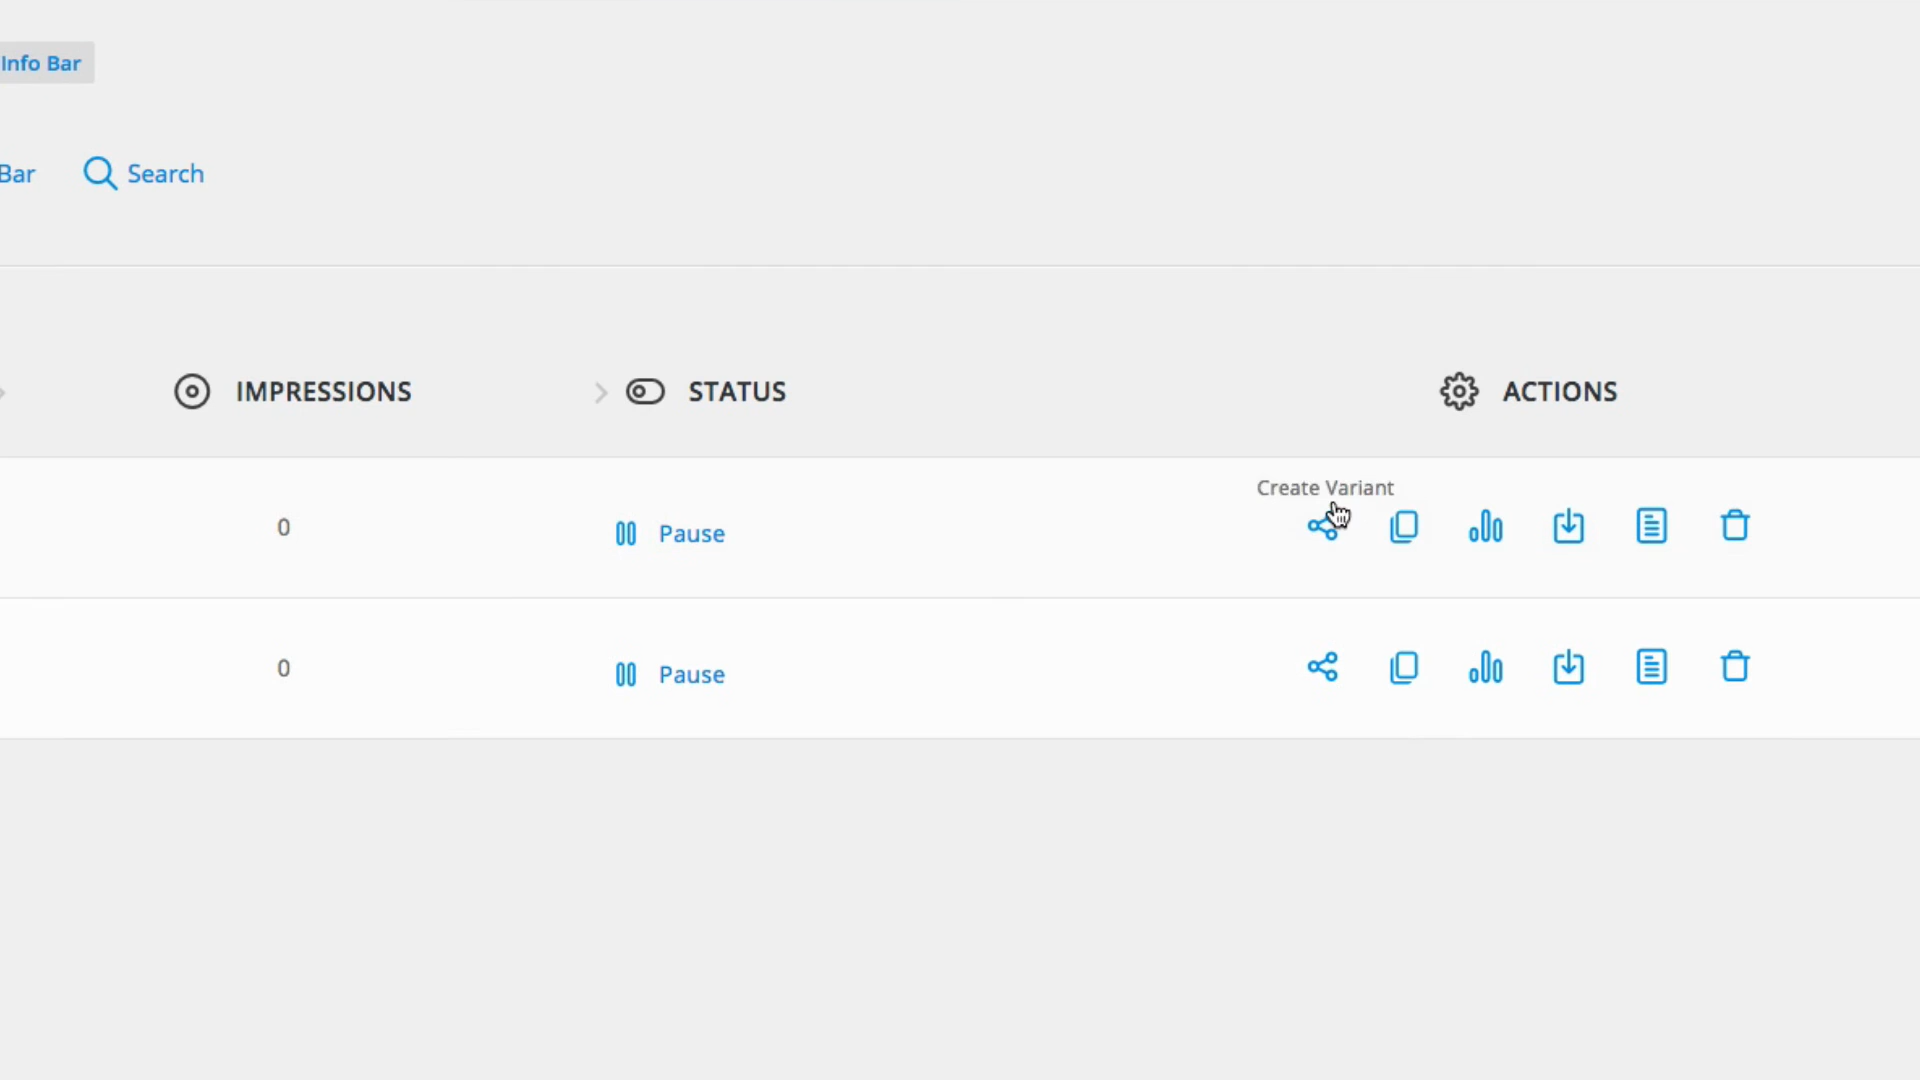 Info Bar
Bar
Search
IMPRESSIONS
STATUS
ACTIONS
Create Variant
0
Pause
0
Pause